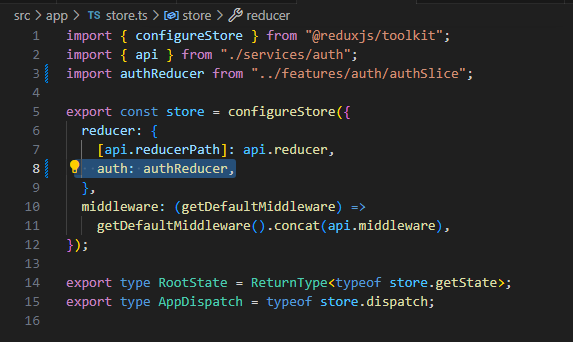 src > app > TS store.ts > store > reducer
1 import { configureStore } from "@reduxjs/toolkit";
2 import { api } from "./services/auth";
3 import authReducer from "../features/auth/authSlice";
4
5 export const store = configureStore({
6 reducer: {
7 [api.reducerPath]: api.reducer,
8 auth: authReducer,
9 },
10 middleware: (getDefaultMiddleware) =>
11 getDefaultMiddleware().concat(api.middleware),
12 });
13
14 export type RootState = ReturnType<typeof store.getState>;
15 export type AppDispatch = typeof store.dispatch;
16